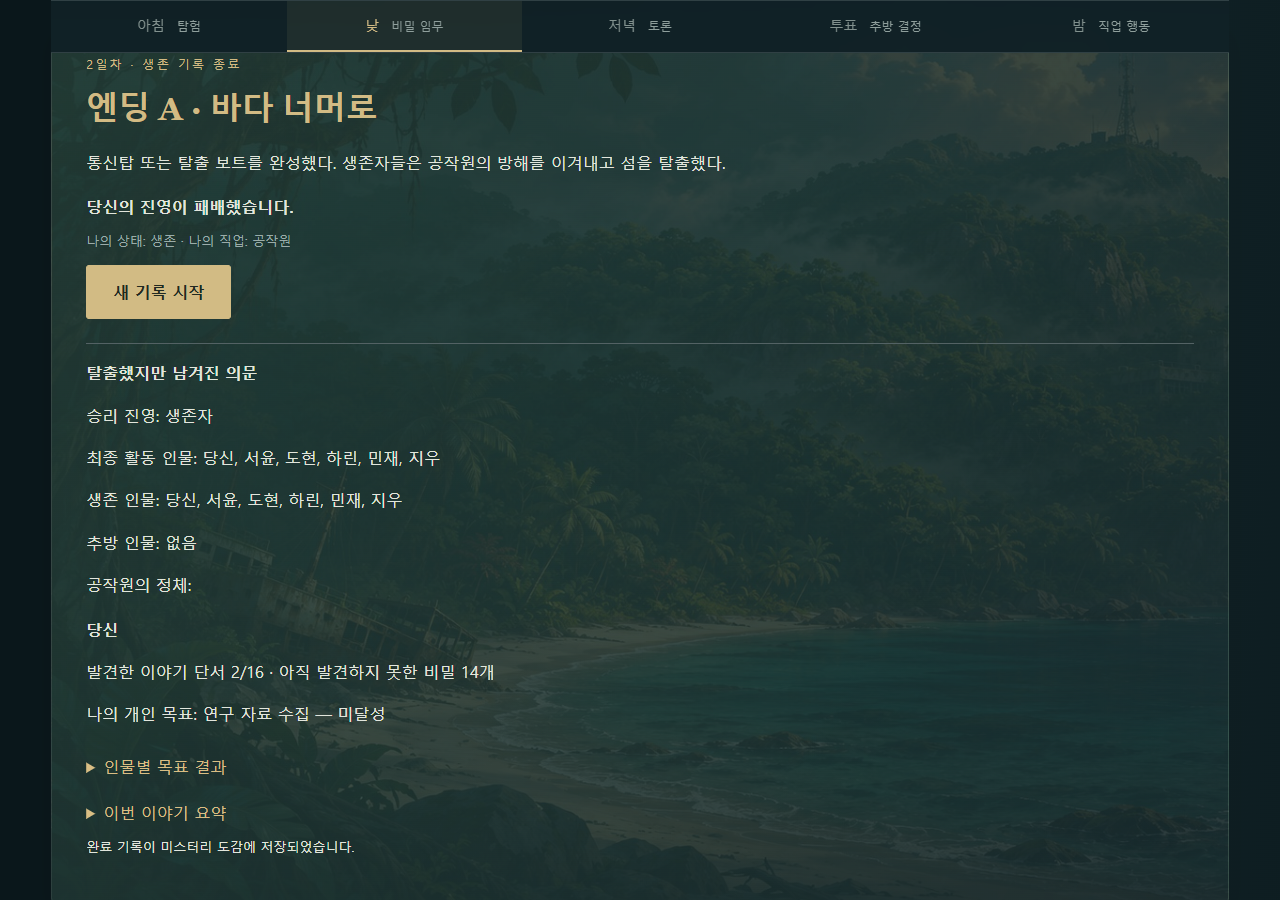 아침 탐험 낮 비밀 임무 저녁 토론 투표 추방 결정 밤 직업 행동
2일차 · 생존 기록 종료
엔딩 A · 바다 너머로
통신탑 또는 탈출 보트를 완성했다. 생존자들은 공작원의 방해를 이겨내고 섬을 탈출했다.
당신의 진영이 패배했습니다.
나의 상태: 생존 · 나의 직업: 공작원
새 기록 시작
탈출했지만 남겨진 의문
승리 진영: 생존자
최종 활동 인물: 당신, 서윤, 도현, 하린, 민재, 지우
생존 인물: 당신, 서윤, 도현, 하린, 민재, 지우
추방 인물: 없음
공작원의 정체:
당신
발견한 이야기 단서 2/16 · 아직 발견하지 못한 비밀 14개
나의 개인 목표: 연구 자료 수집 — 미달성
▶ 인물별 목표 결과
▶ 이번 이야기 요약
완료 기록이 미스터리 도감에 저장되었습니다.